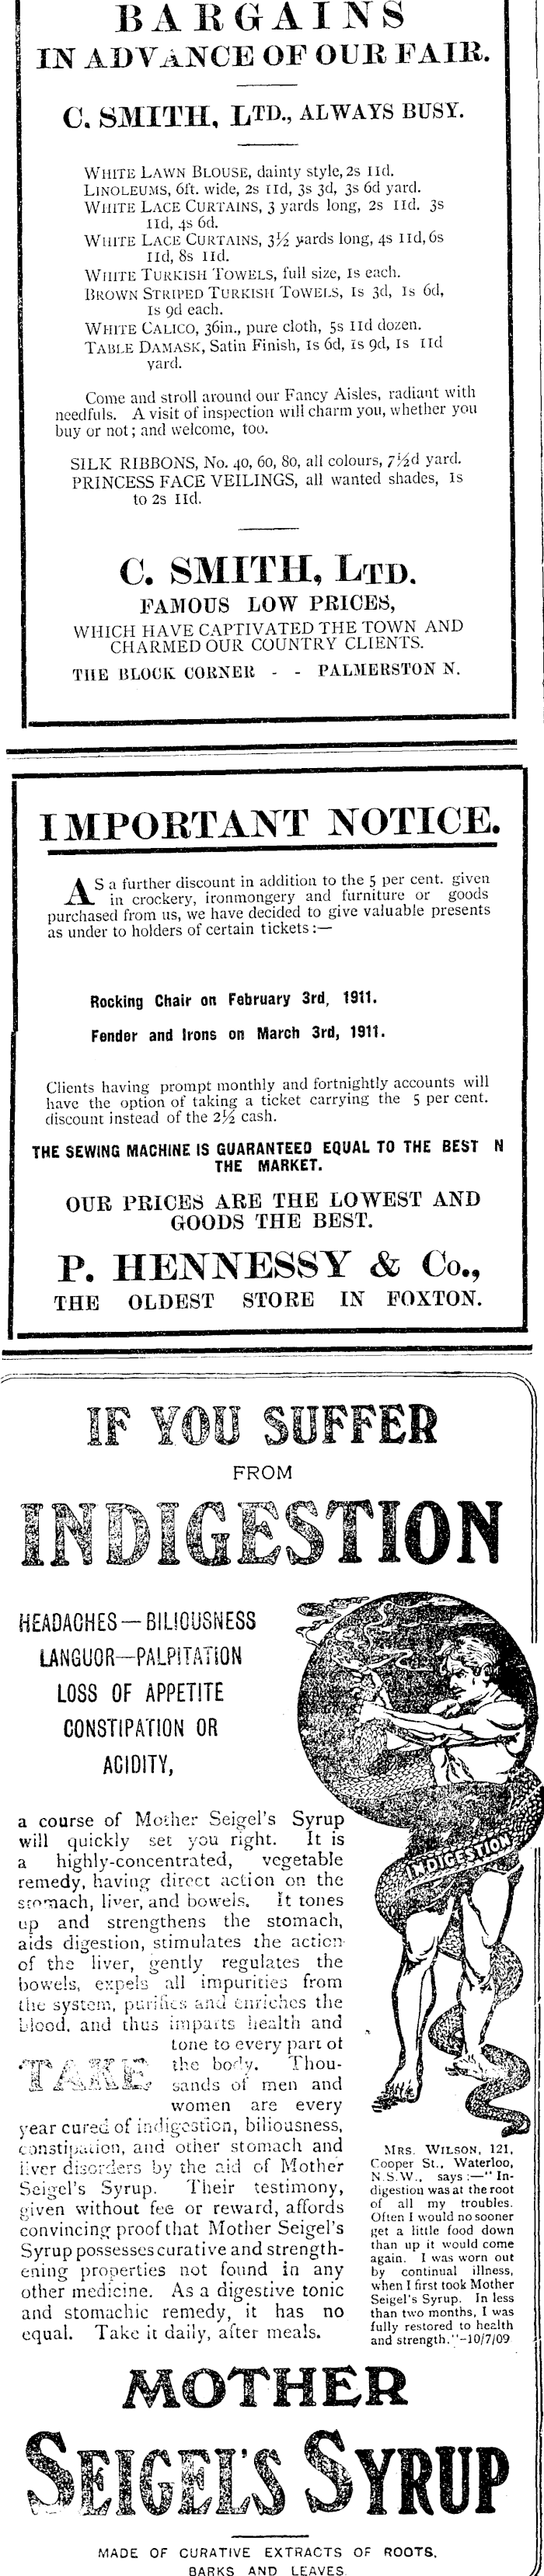 BARGAINS
IN ADVANCE OF OUR FAIR.
C. SMITH, LTD., ALWAYS BUSY.
WHITE LAWN BLOUSE, dainty style, 2s 11d.
LINOLEUMS, 6ft. wide, 2s 11d, 3s 3d, 3s 6d yard.
WHITE LACE CURTAINS, 3 yards long, 2s 11d. 3s
11d, 4s 6d.
WHITE LACE CURTAINS, 3½ yards long, 4s 11d, 6s
11d, 8s 11d.
WHITE TURKISH TOWELS, full size, 1s each.
BROWN STRIPED TURKISH TOWELS, 1s 3d, 1s 6d,
1s 9d each.
WHITE CALICO, 36in., pure cloth, 5s 11d dozen.
TABLE DAMASK, Satin Finish, 1s 6d, 1s 9d, 1s 11d
yard.
Come and stroll around our Fancy Aisles, radiant with
needfuls. A visit of inspection will charm you, whether you
buy or not; and welcome, too.
SILK RIBBONS, No. 40, 60, 80, all colours, 7½d yard.
PRINCESS FACE VEILINGS, all wanted shades, 1s
to 2s 11d.
C. SMITH, LTD.
FAMOUS LOW PRICES,
WHICH HAVE CAPTIVATED THE TOWN AND
CHARMED OUR COUNTRY CLIENTS.
THE BLOCK CORNER - - PALMERSTON N.
IMPORTANT NOTICE.
AS a further discount in addition to the 5 per cent. given
in crockery, ironmongery and furniture or goods
purchased from us, we have decided to give valuable presents
as under to holders of certain tickets:—
Rocking Chair on February 3rd, 1911.
Fender and Irons on March 3rd, 1911.
Clients having prompt monthly and fortnightly accounts will
have the option of taking a ticket carrying the 5 per cent.
discount instead of the 2½ cash.
THE SEWING MACHINE IS GUARANTEED EQUAL TO THE BEST N
THE MARKET.
OUR PRICES ARE THE LOWEST AND
GOODS THE BEST.
P. HENNESSY & Co.,
THE OLDEST STORE IN FOXTON.
IF YOU SUFFER
FROM
INDIGESTION
HEADACHES—BILIOUSNESS
LANGUOR—PALPITATION
LOSS OF APPETITE
CONSTIPATION OR
ACIDITY,
INDIGESTION
a course of Mother Seigel's Syrup
will quickly set you right. It is
a highly-concentrated, vegetable
remedy, having direct action on the
stomach, liver, and bowels. It tones
up and strengthens the stomach,
aids digestion, stimulates the action
of the liver, gently regulates the
bowels, expels all impurities from
the system, purifies and enriches the
blood, and thus imparts health and
tone to every part of
TAKE the body. Thou-
sands of men and
women are every
year cured of indigestion, biliousness,
constipation, and other stomach and
liver disorders by the aid of Mother
Seigel's Syrup. Their testimony,
given without fee or reward, affords
convincing proof that Mother Seigel's
Syrup possesses curative and strength-
ening properties not found in any
other medicine. As a digestive tonic
and stomachic remedy, it has no
equal. Take it daily, after meals.
MRS. WILSON, 121,
Cooper St., Waterloo,
N.S.W., says:—"In-
digestion was at the root
of all my troubles.
Often I would no sooner
get a little food down
than up it would come
again. I was worn out
by continual illness,
when I first took Mother
Seigel's Syrup. In less
than two months, I was
fully restored to health
and strength."—10/7/09
MOTHER
SEIGEL'S SYRUP
MADE OF CURATIVE EXTRACTS OF ROOTS,
BARKS AND LEAVES.